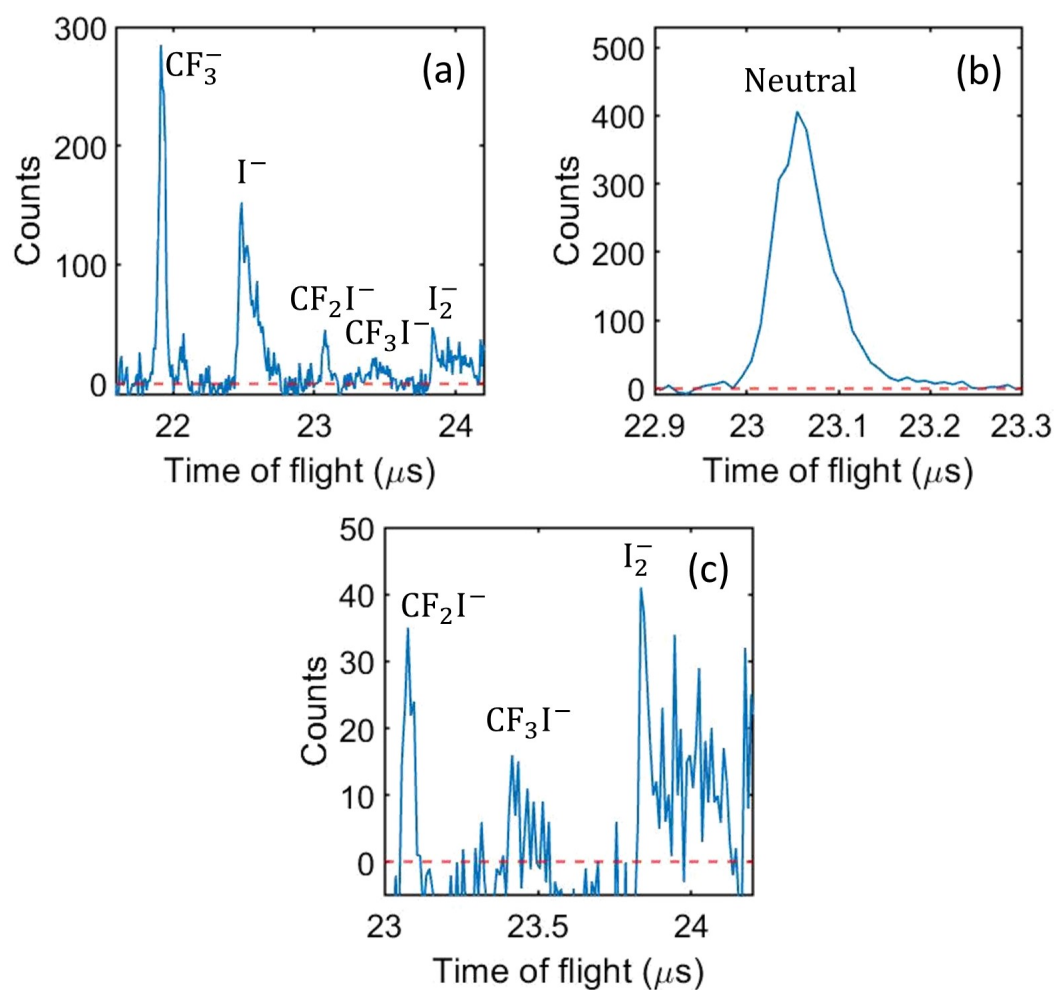 300
200
100
0
Counts
CF₃⁻
I⁻
CF₂I⁻
CF₃I⁻
I₂⁻
(a)
22
23
24
Time of flight (μs)
500
400
300
200
100
0
Counts
Neutral
(b)
22.9
23
23.1
23.2
23.3
Time of flight (μs)
50
40
30
20
10
0
Counts
CF₂I⁻
CF₃I⁻
I₂⁻
(c)
23
23.5
24
Time of flight (μs)